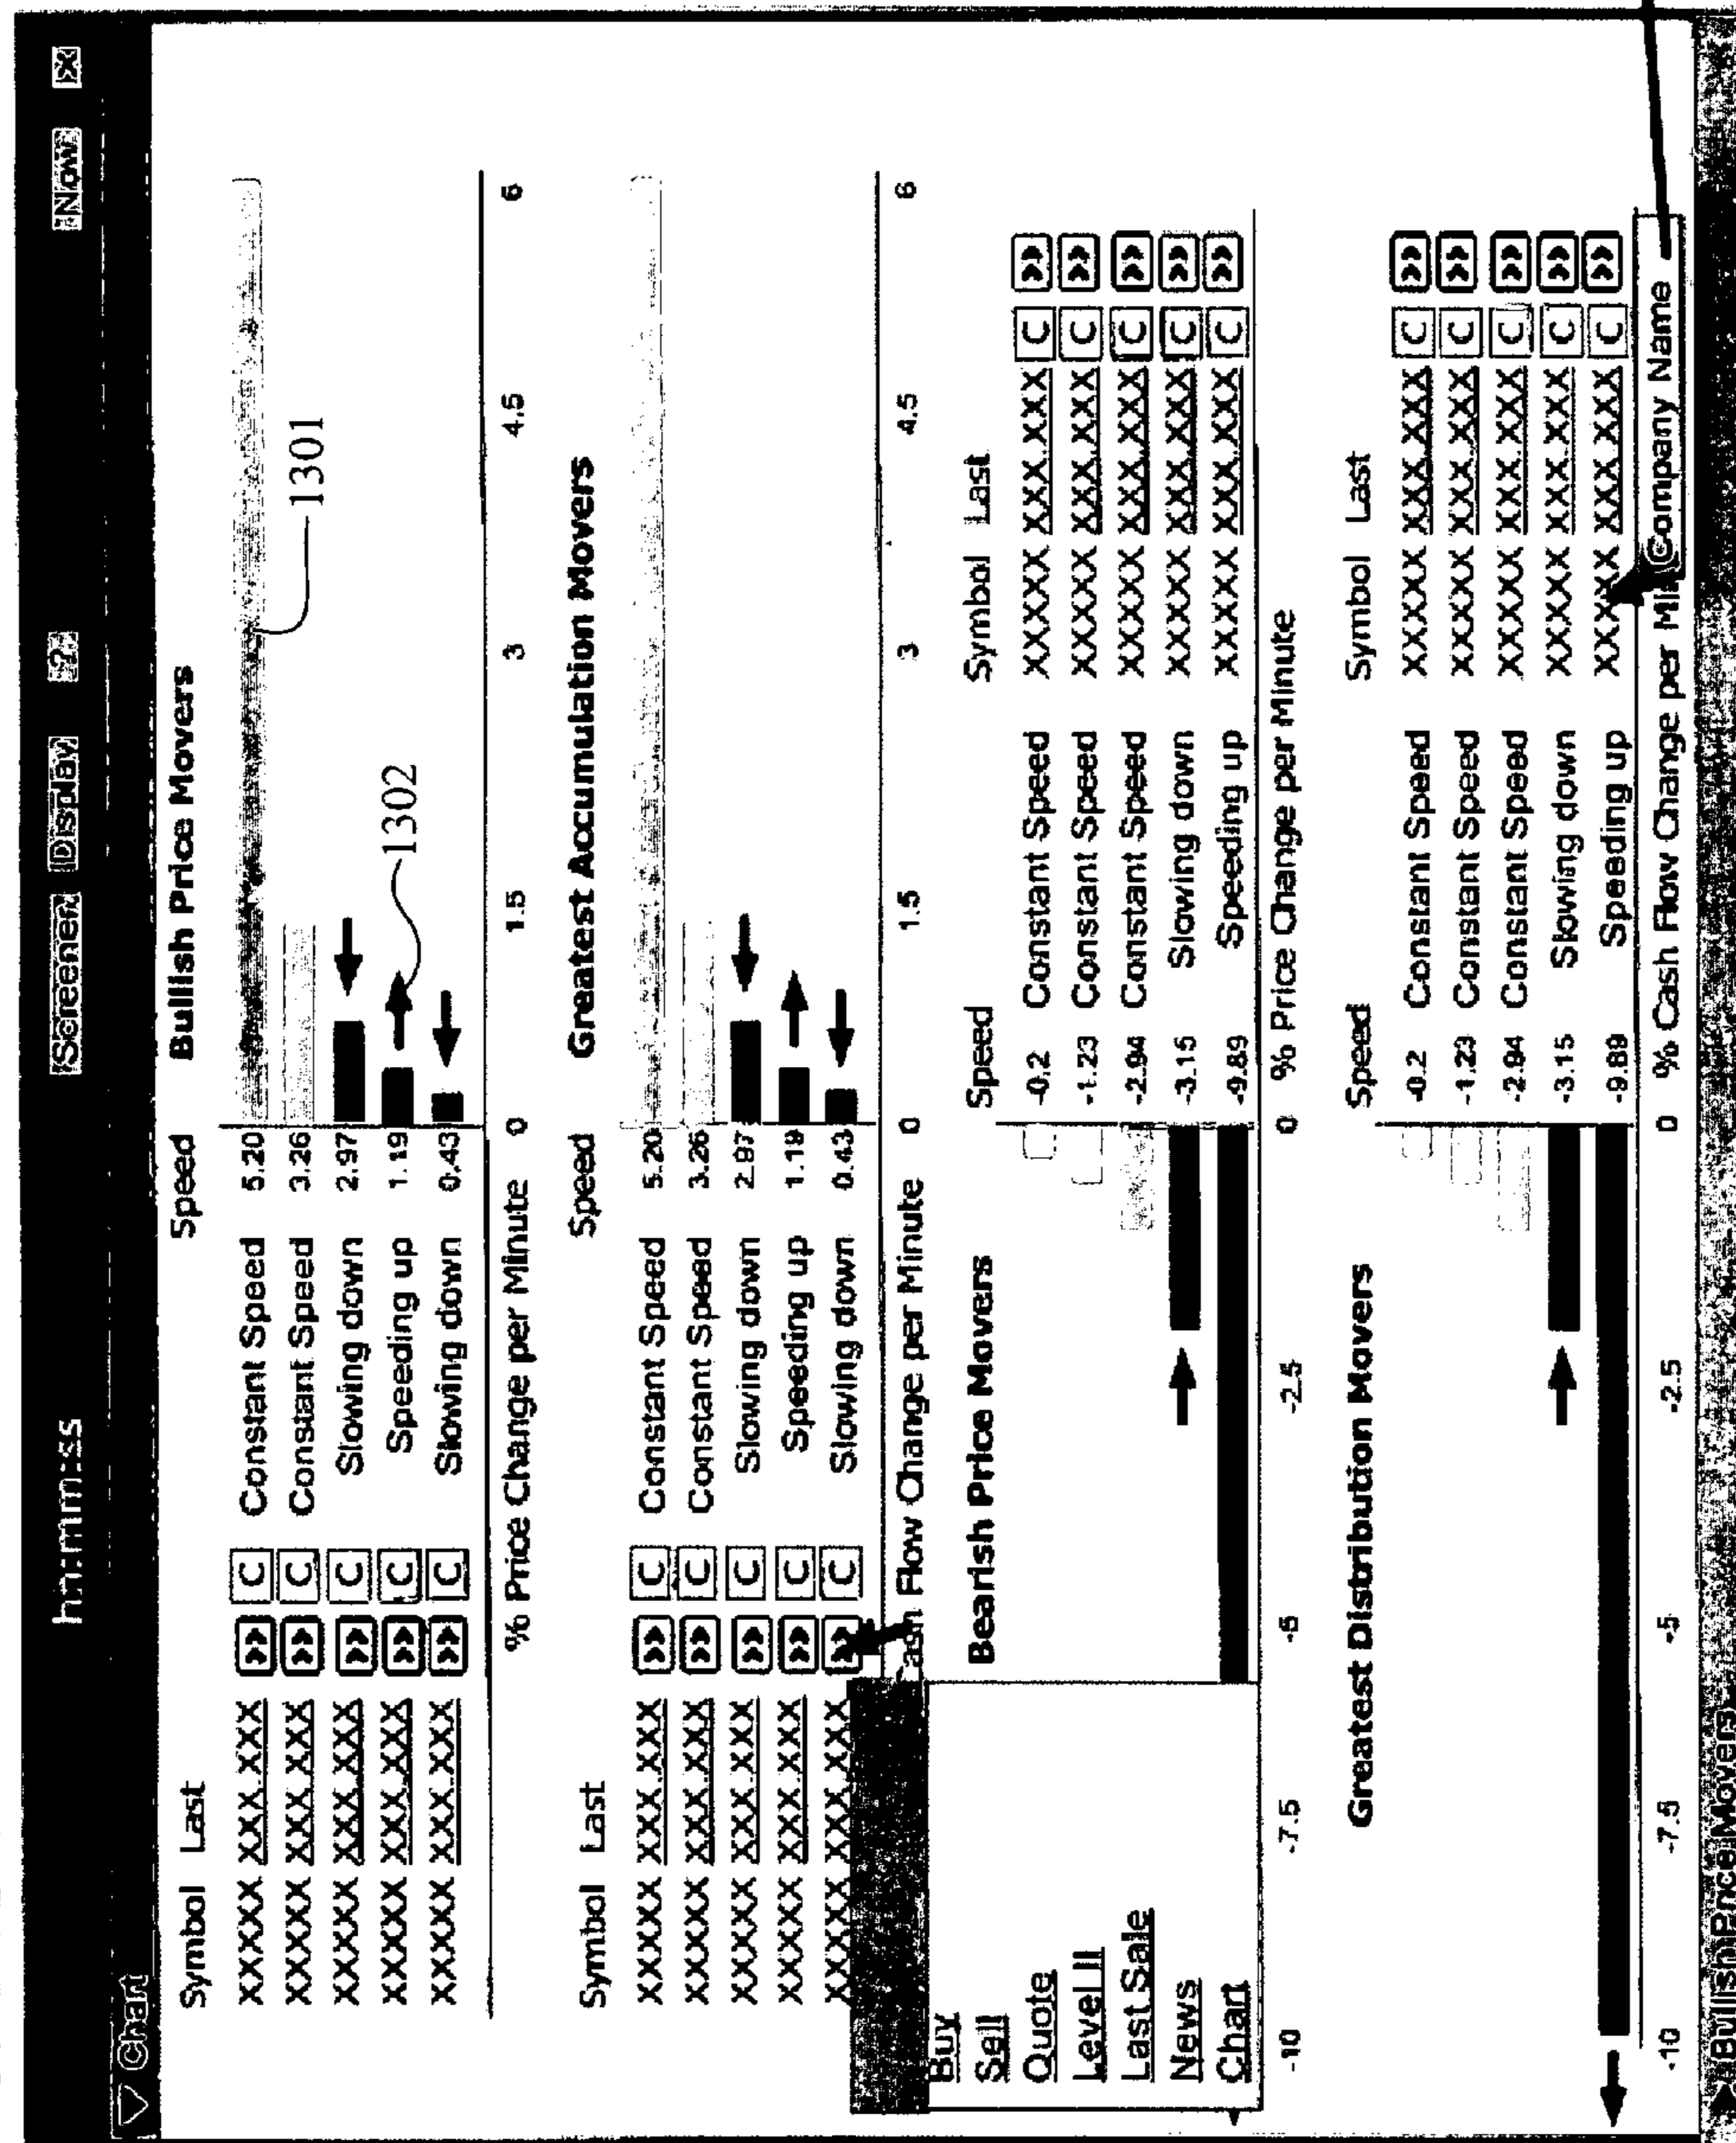 hh:mm:ss Screener Display ? Now X
Chart
Symbol Last Speed Bullish Price Movers
XXXXX XXX.XXX >> C Constant Speed 5.20
XXXXX XXX.XXX >> C Constant Speed 3.26
XXXXX XXX.XXX >> C Slowing down 2.97
XXXXX XXX.XXX >> C Speeding up 1.19
XXXXX XXX.XXX >> C Slowing down 0.43
1301
1302
% Price Change per Minute 0 1.5 3 4.5 6
Symbol Last Speed Greatest Accumulation Movers
XXXXX XXX.XXX >> C Constant Speed 5.20
XXXXX XXX.XXX >> C Constant Speed 3.26
XXXXX XXX.XXX >> C Slowing down 2.97
XXXXX XXX.XXX >> C Speeding up 1.19
XXXXX XXX.XXX >> C Slowing down 0.43
Cash Flow Change per Minute 0 1.5 3 4.5 6
Buy
Sell
Quote
Level II
Last Sale
News
Chart
Bearish Price Movers Speed Symbol Last
-0.2 Constant Speed XXXXX XXX.XXX C >>
-1.23 Constant Speed XXXXX XXX.XXX C >>
-2.94 Constant Speed XXXXX XXX.XXX C >>
-3.15 Slowing down XXXXX XXX.XXX C >>
-9.89 Speeding up XXXXX XXX.XXX C >>
-10 -7.5 -5 -2.5 0 % Price Change per Minute
Greatest Distribution Movers Speed Symbol Last
-0.2 Constant Speed XXXXX XXX.XXX C >>
-1.23 Constant Speed XXXXX XXX.XXX C >>
-2.94 Constant Speed XXXXX XXX.XXX C >>
-3.15 Slowing down XXXXX XXX.XXX C >>
-9.89 Speeding up XXXXX XXX.XXX C >>
-10 -7.5 -5 -2.5 0 % Cash Flow Change per Mi Company Name
Bullish Price Movers